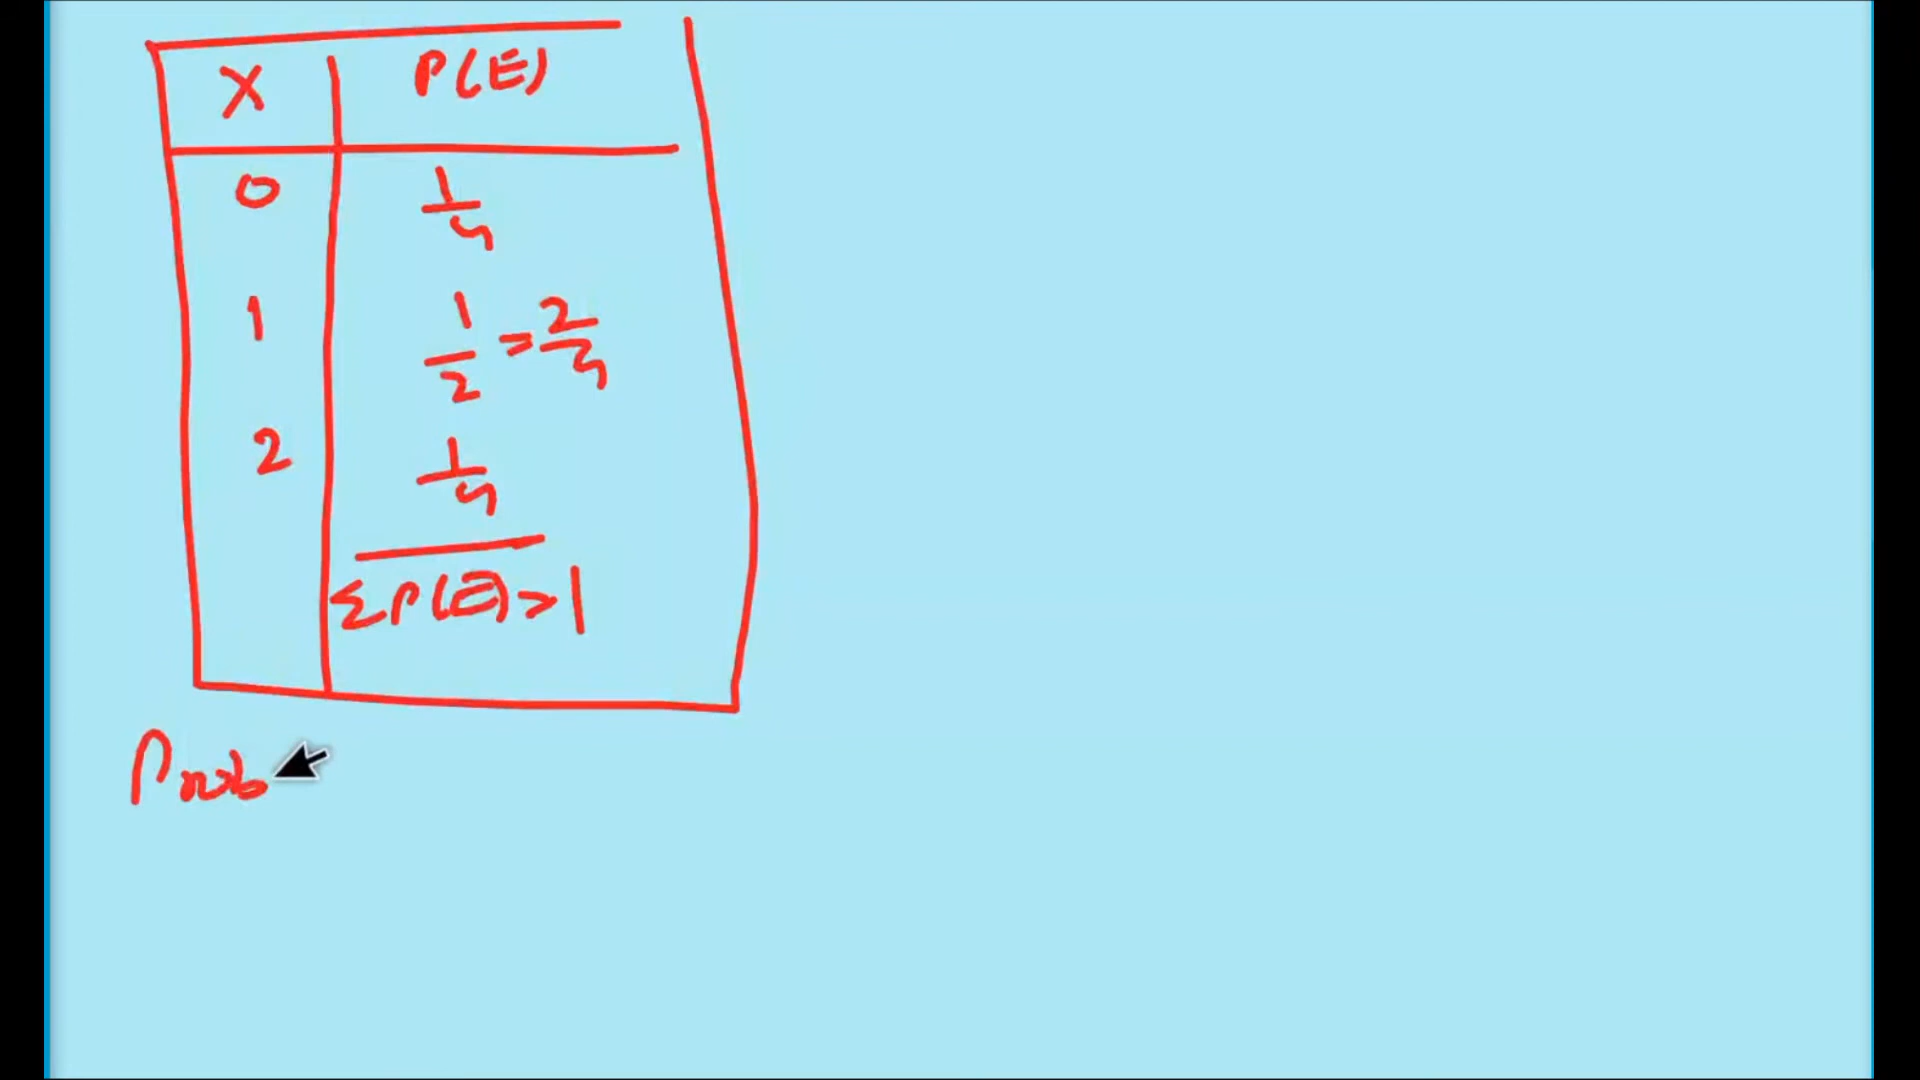 X P(E)
0 1/4
1 1/2 = 2/4
2 1/4
ΣP(E) = 1
Prob